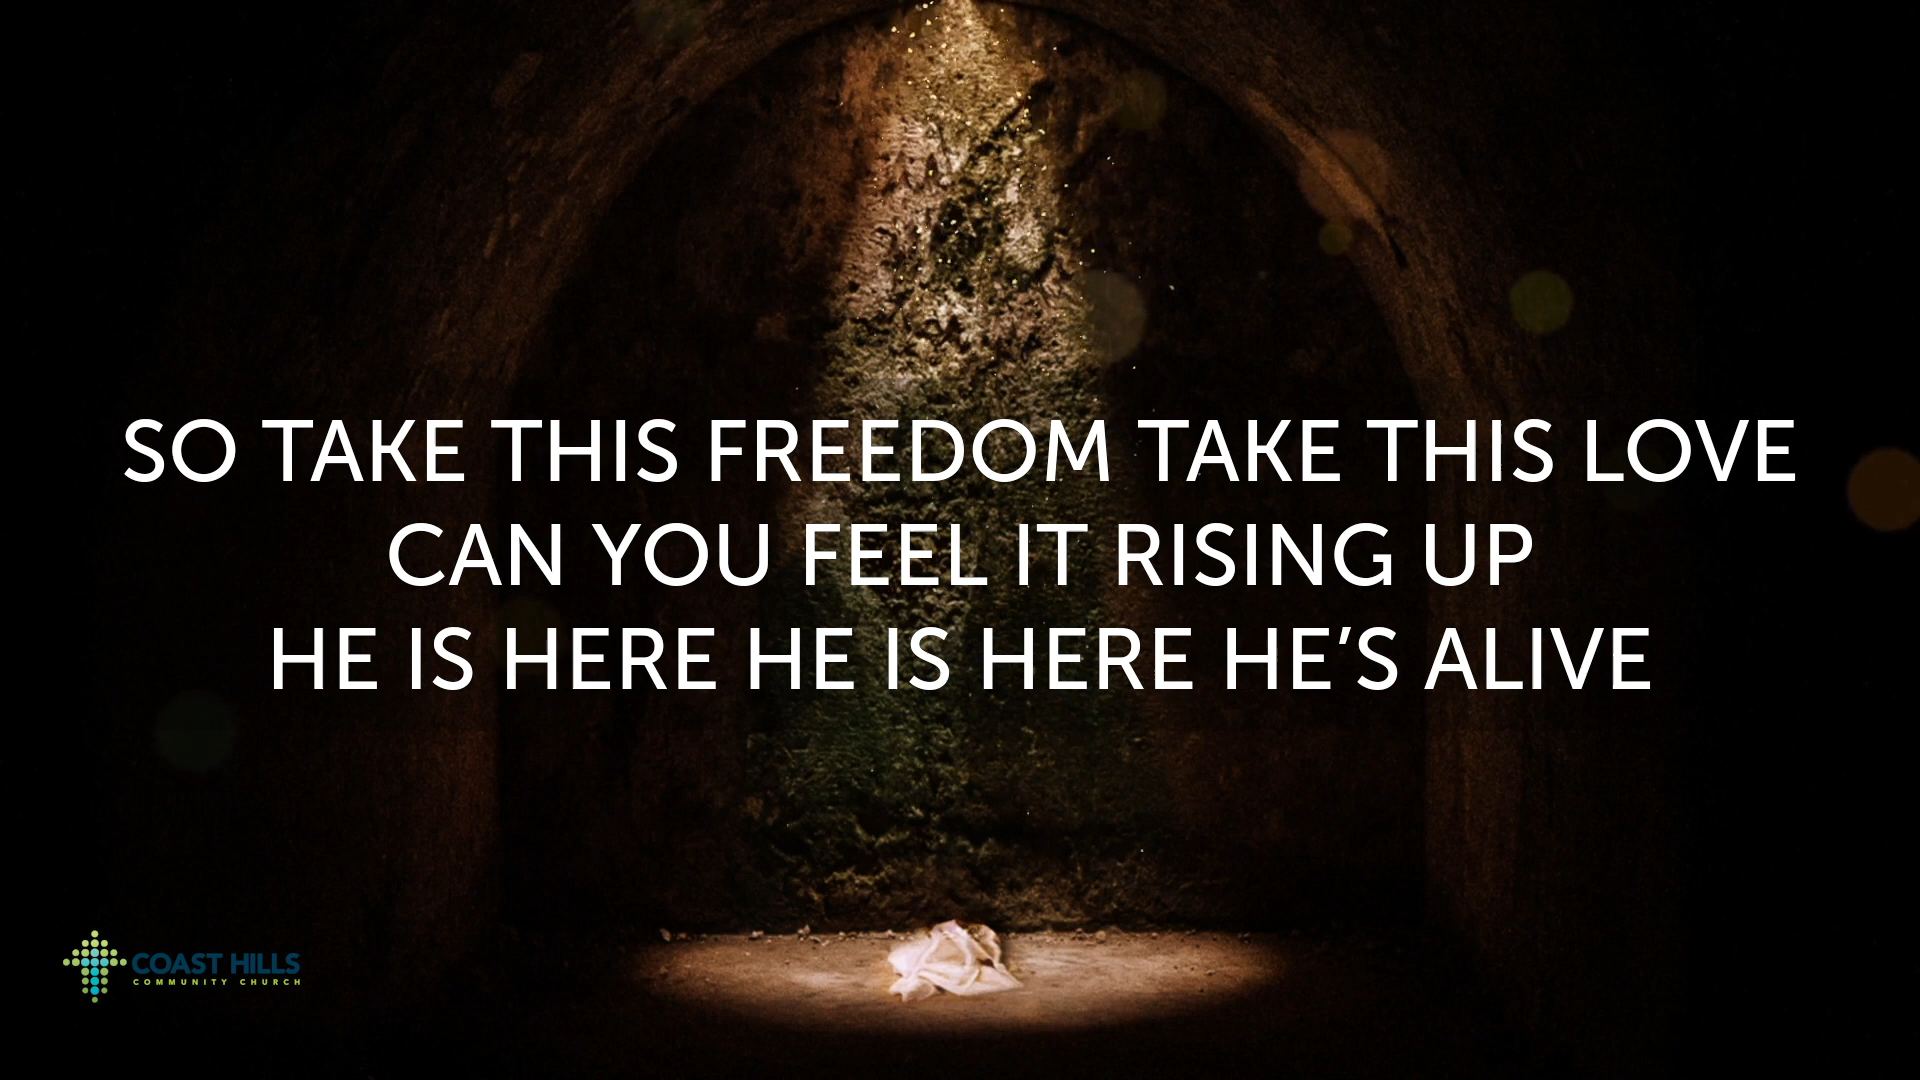 SO TAKE THIS FREEDOM TAKE THIS LOVE
CAN YOU FEEL IT RISING UP
HE IS HERE HE IS HERE HE’S ALIVE
COAST HILLS
COMMUNITY CHURCH